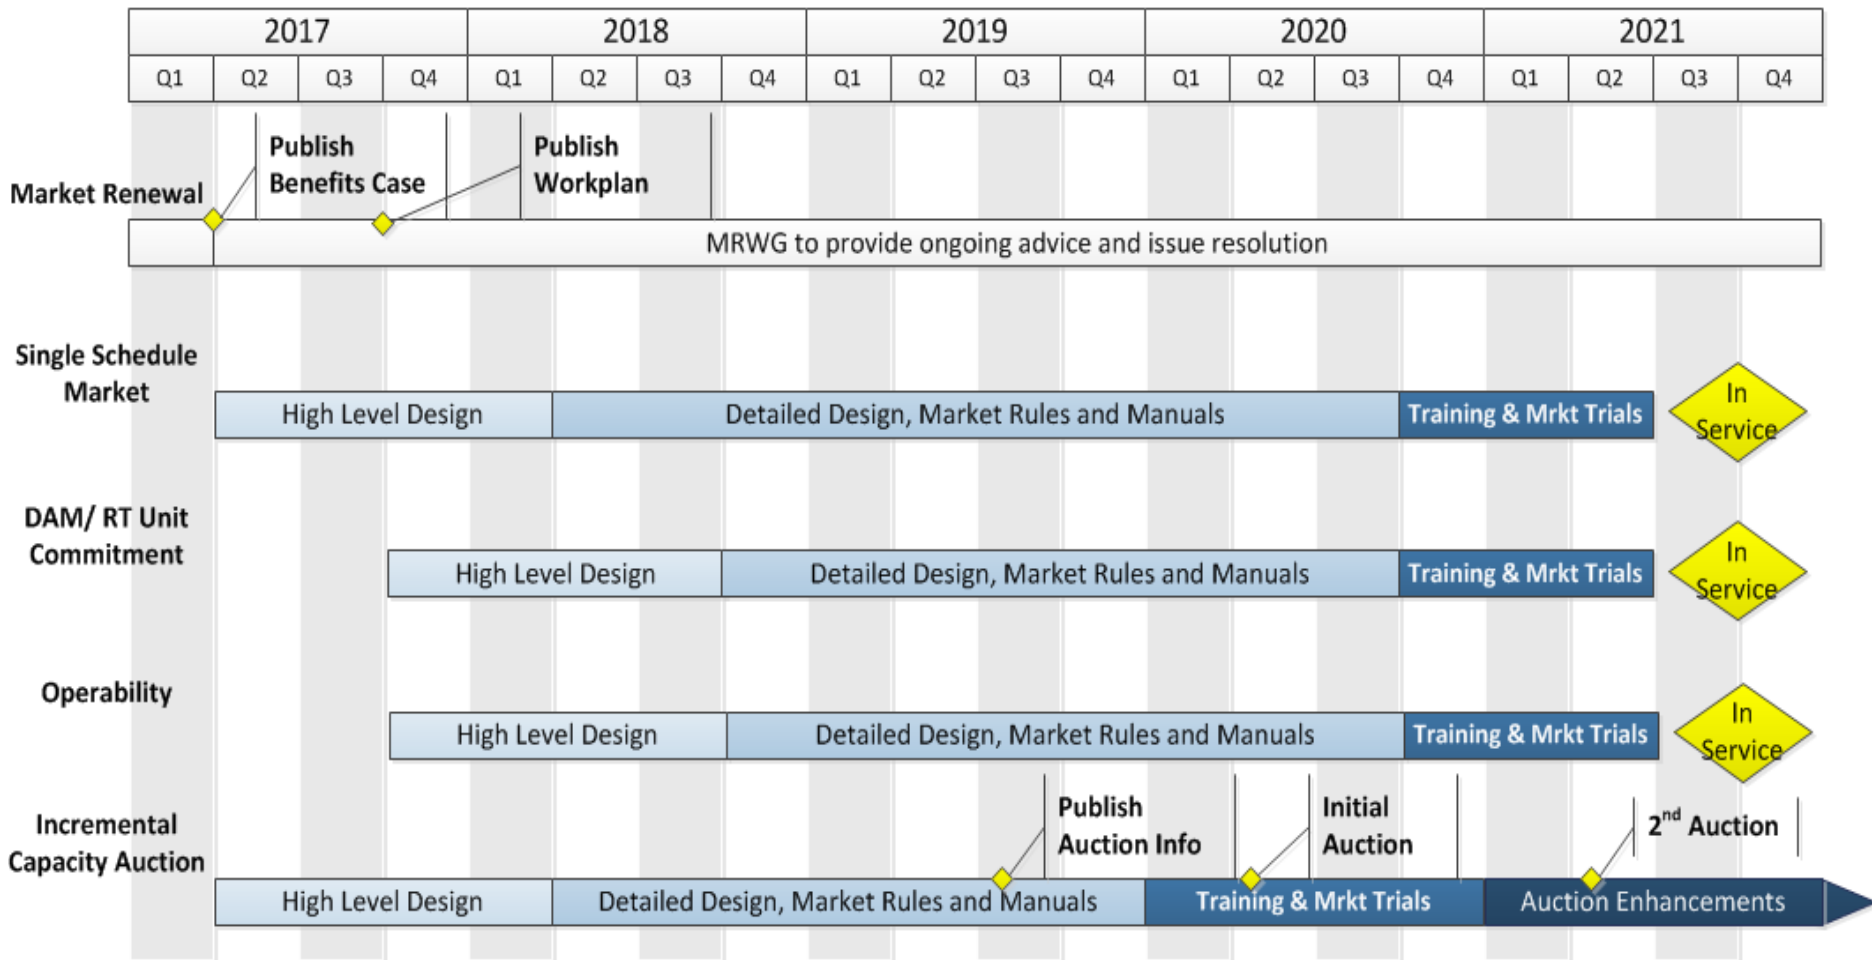 2017 2018 2019 2020 2021
Q1 Q2 Q3 Q4 Q1 Q2 Q3 Q4 Q1 Q2 Q3 Q4 Q1 Q2 Q3 Q4 Q1 Q2 Q3 Q4
Publish
Benefits Case
Publish
Workplan
Market Renewal
MRWG to provide ongoing advice and issue resolution
Single Schedule
Market
High Level Design
Detailed Design, Market Rules and Manuals
Training & Mrkt Trials
In
Service
DAM/ RT Unit
Commitment
High Level Design
Detailed Design, Market Rules and Manuals
Training & Mrkt Trials
In
Service
Operability
High Level Design
Detailed Design, Market Rules and Manuals
Training & Mrkt Trials
In
Service
Incremental
Capacity Auction
Publish
Auction Info
Initial
Auction
2nd Auction
High Level Design
Detailed Design, Market Rules and Manuals
Training & Mrkt Trials
Auction Enhancements